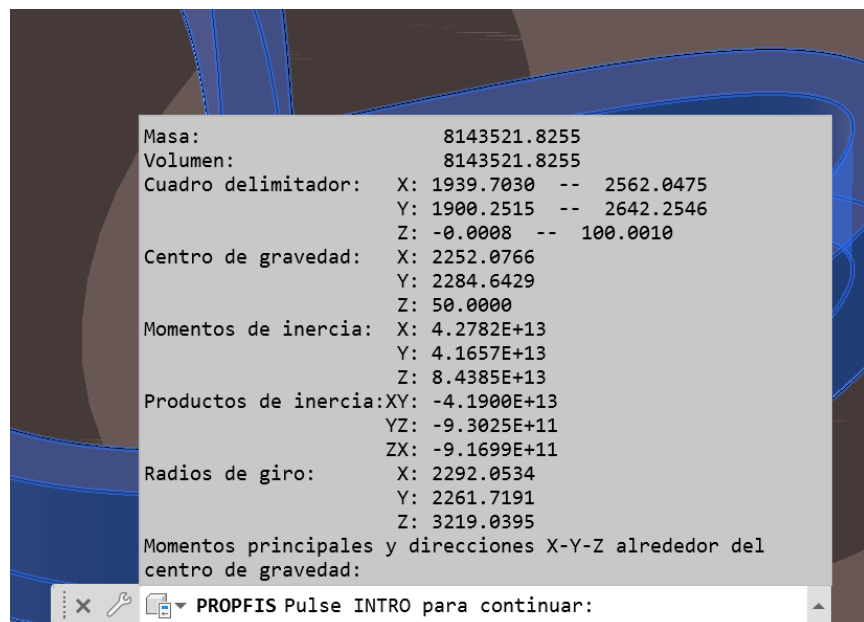 Masa: 8143521.8255
Volumen: 8143521.8255
Cuadro delimitador: X: 1939.7030 -- 2562.0475
Y: 1900.2515 -- 2642.2546
Z: -0.0008 -- 100.0010
Centro de gravedad: X: 2252.0766
Y: 2284.6429
Z: 50.0000
Momentos de inercia: X: 4.2782E+13
Y: 4.1657E+13
Z: 8.4385E+13
Productos de inercia:XY: -4.1900E+13
YZ: -9.3025E+11
ZX: -9.1699E+11
Radios de giro: X: 2292.0534
Y: 2261.7191
Z: 3219.0395
Momentos principales y direcciones X-Y-Z alrededor del
centro de gravedad:
PROPFIS Pulse INTRO para continuar: